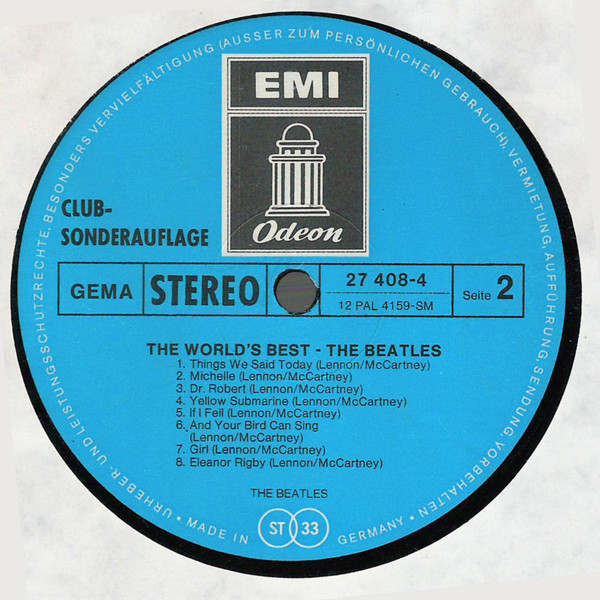 URHEBER- UND LEISTUNGSSCHUTZRECHTE, BESONDERS VERVIELFÄLTIGUNG (AUSSER ZUM PERSÖNLICHEN GEBRAUCH), VERMIETUNG, AUFFÜHRUNG, SENDUNG VORBEHALTEN
EMI
Odeon
CLUB-
SONDERAUFLAGE
GEMA STEREO 27 408-4 Seite 2
12 PAL 4159-SM
THE WORLD'S BEST - THE BEATLES
1. Things We Said Today (Lennon/McCartney)
2. Michelle (Lennon/McCartney)
3. Dr. Robert (Lennon/McCartney)
4. Yellow Submarine (Lennon/McCartney)
5. If I Fell (Lennon/McCartney)
6. And Your Bird Can Sing
(Lennon/McCartney)
7. Girl (Lennon/McCartney)
8. Eleanor Rigby (Lennon/McCartney)
THE BEATLES
• MADE IN ST 33 GERMANY •